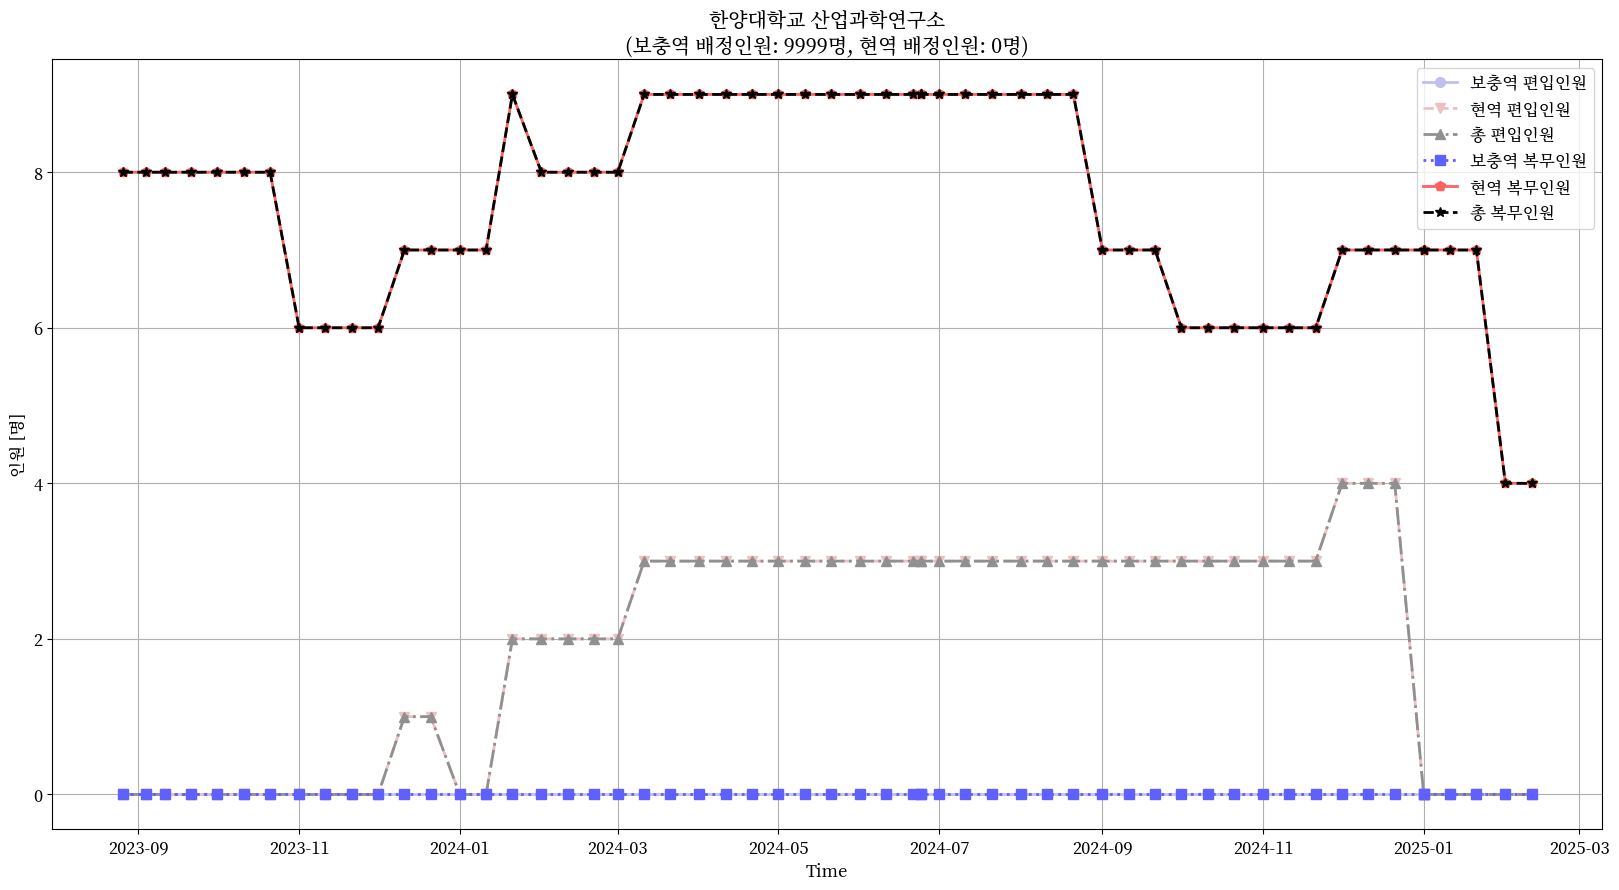 한양대학교 산업과학연구소
(보충역 배정인원: 9999명, 현역 배정인원: 0명)
보충역 편입인원
현역 편입인원
총 편입인원
보충역 복무인원
현역 복무인원
총 복무인원
인원 [명]
8
6
4
2
0
2023-09
2023-11
2024-01
2024-03
2024-05
2024-07
2024-09
2024-11
2025-01
2025-03
Time